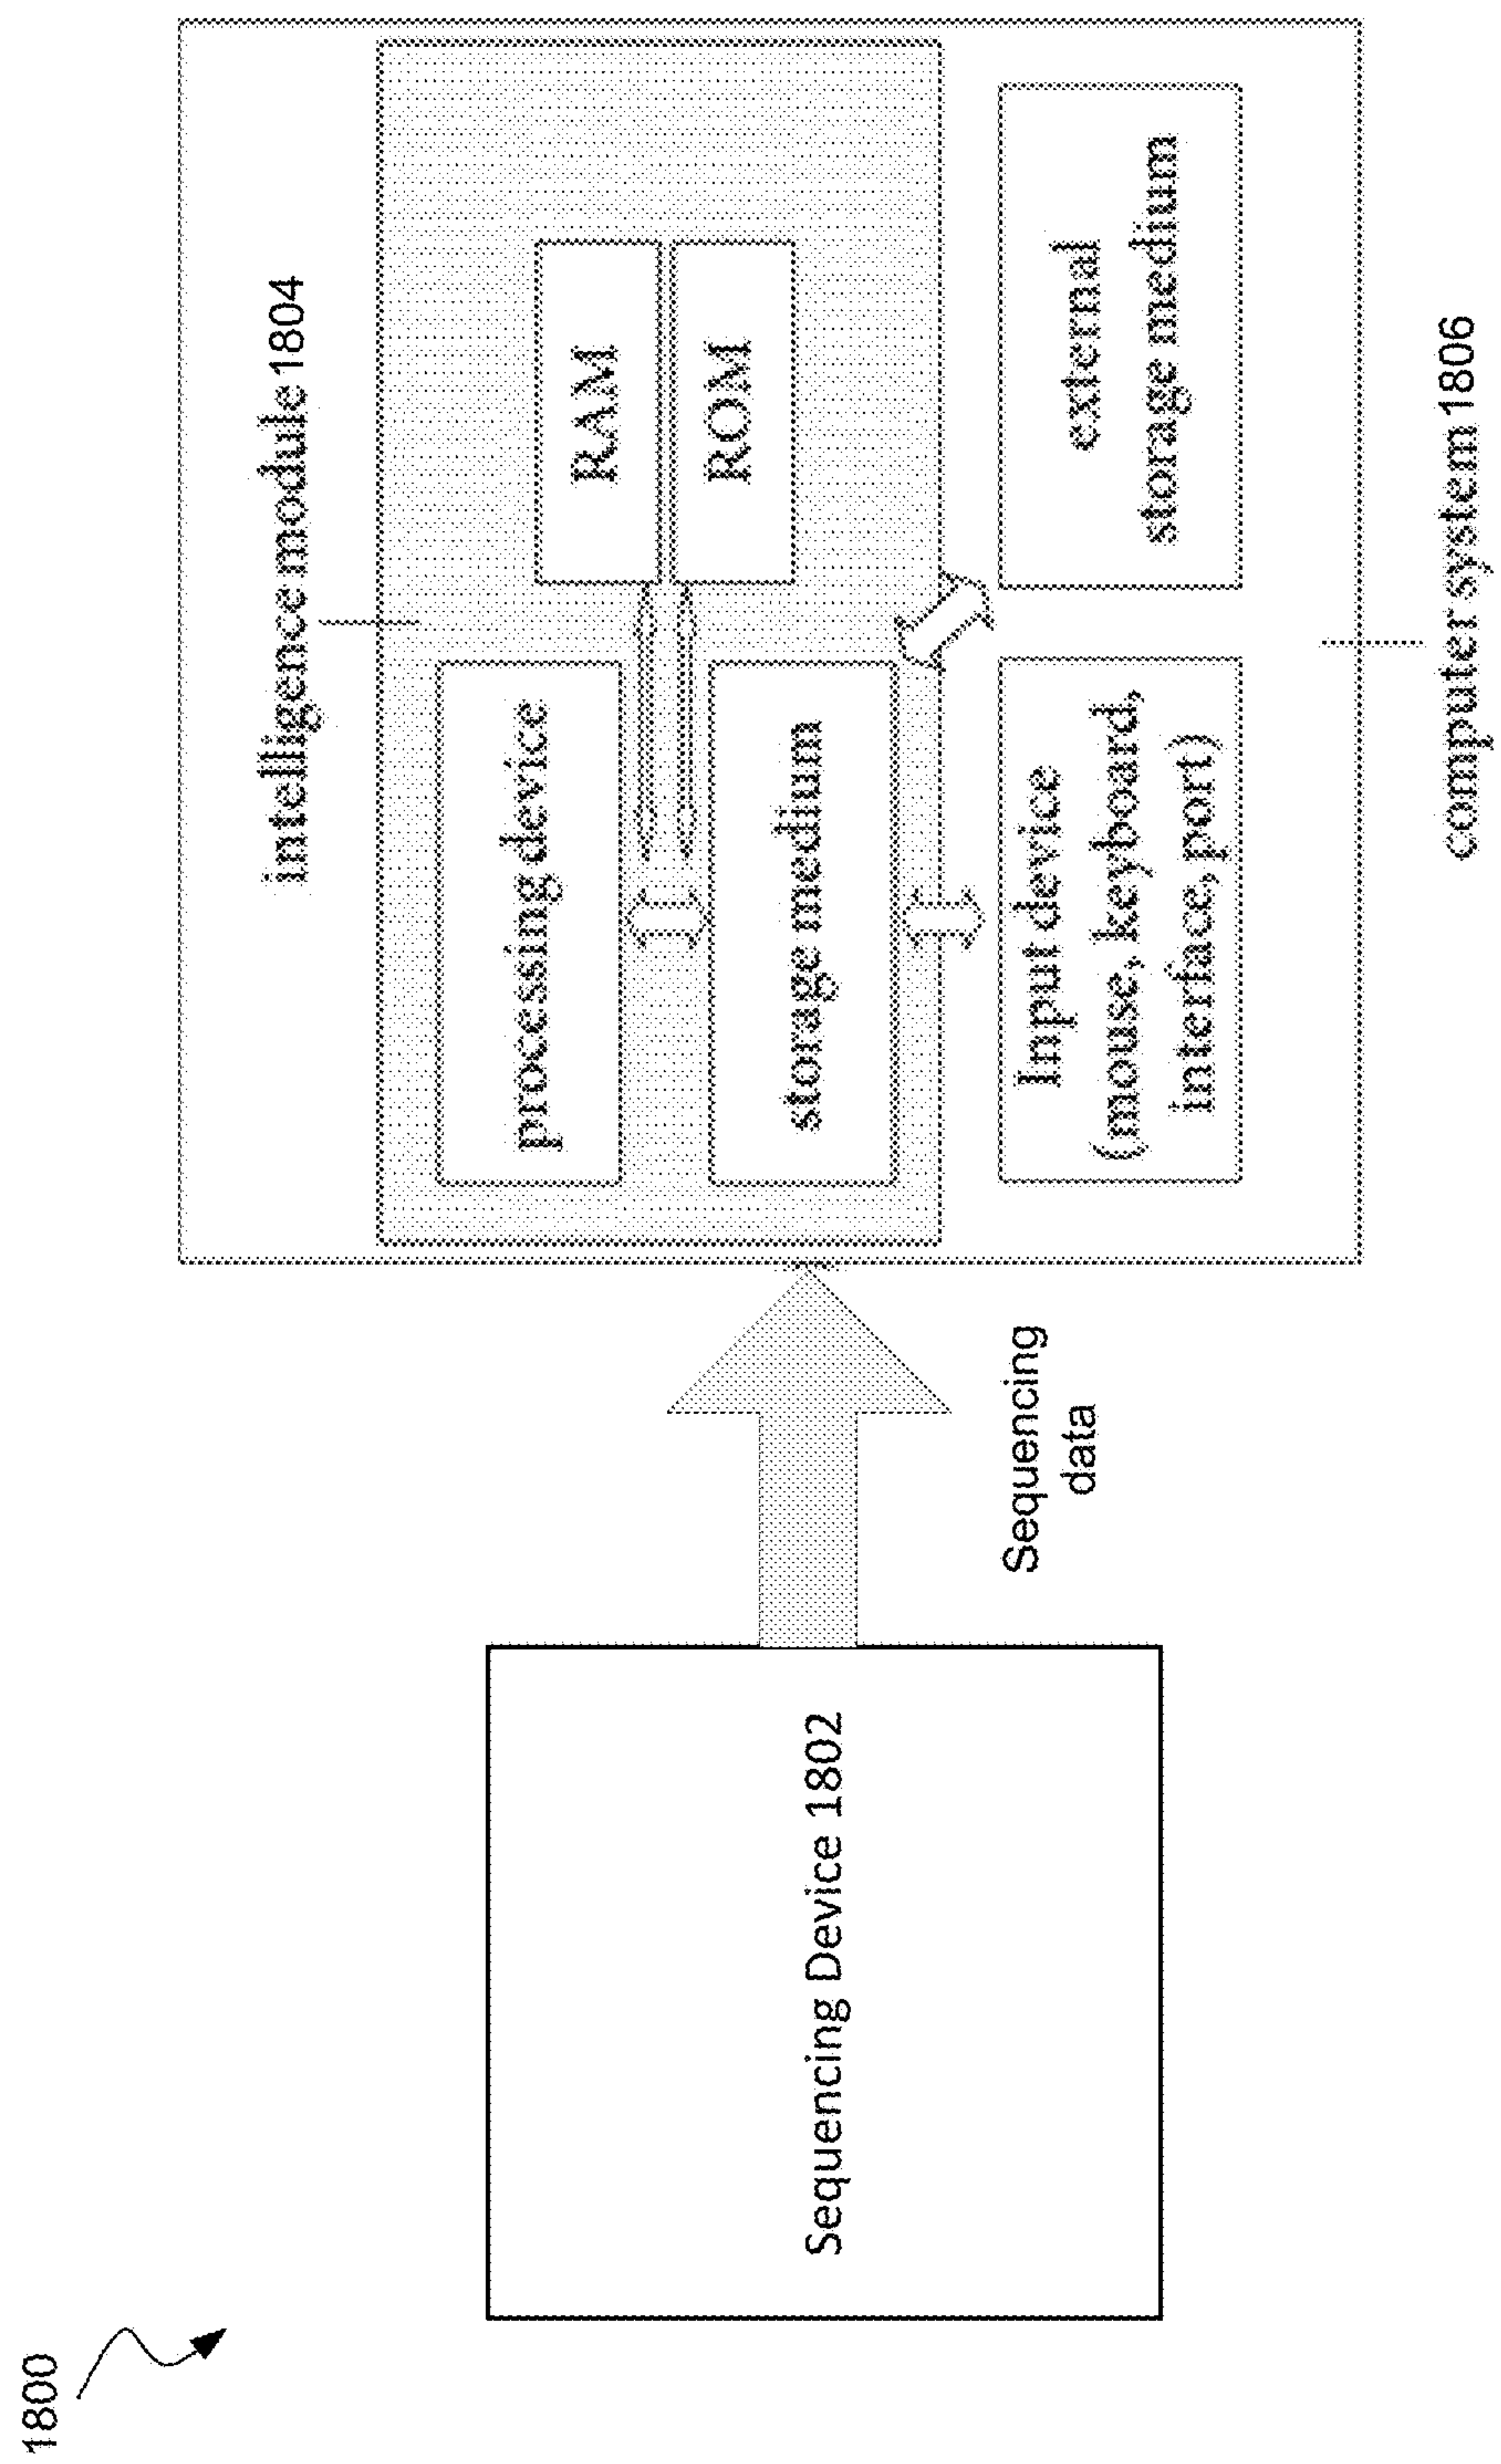 1800
Sequencing Device 1802
Sequencing
data
intelligence module 1804
processing device
RAM
ROM
storage medium
Input device
(mouse, keyboard,
interface, port)
external
storage medium
computer system 1806